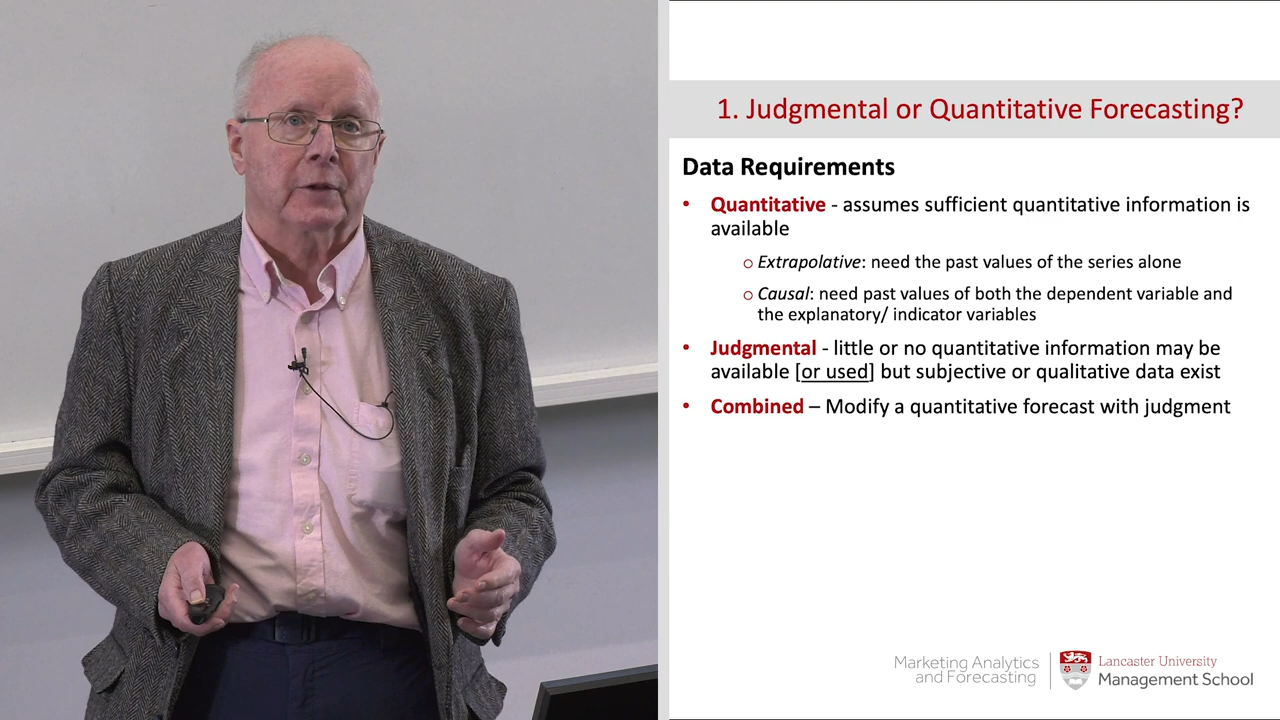 1. Judgmental or Quantitative Forecasting?
Data Requirements
• Quantitative - assumes sufficient quantitative information is
available
○ Extrapolative: need the past values of the series alone
○ Causal: need past values of both the dependent variable and
the explanatory/ indicator variables
• Judgmental - little or no quantitative information may be
available [or used] but subjective or qualitative data exist
• Combined – Modify a quantitative forecast with judgment
Marketing Analytics
and Forecasting
Lancaster University
Management School